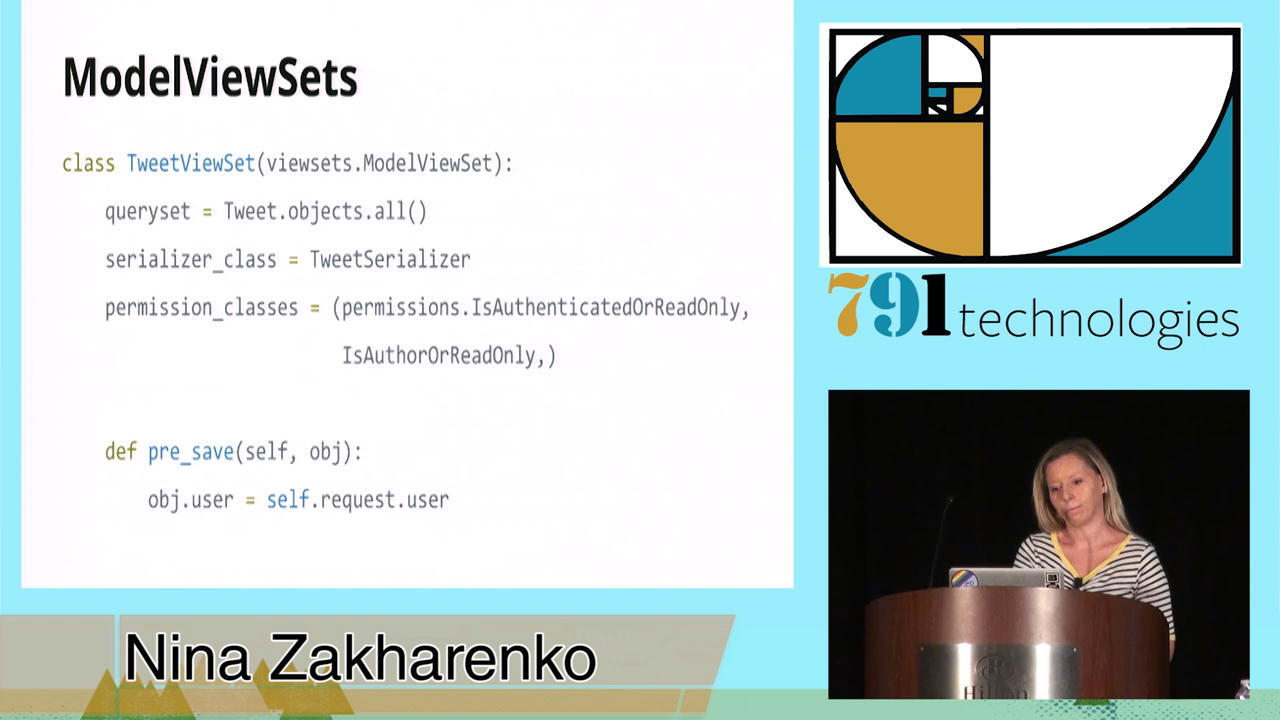 ModelViewSets
class TweetViewSet(viewsets.ModelViewSet):
queryset = Tweet.objects.all()
serializer_class = TweetSerializer
permission_classes = (permissions.IsAuthenticatedOrReadOnly,
IsAuthorOrReadOnly,)
def pre_save(self, obj):
obj.user = self.request.user
791 technologies
Hilton
Nina Zakharenko